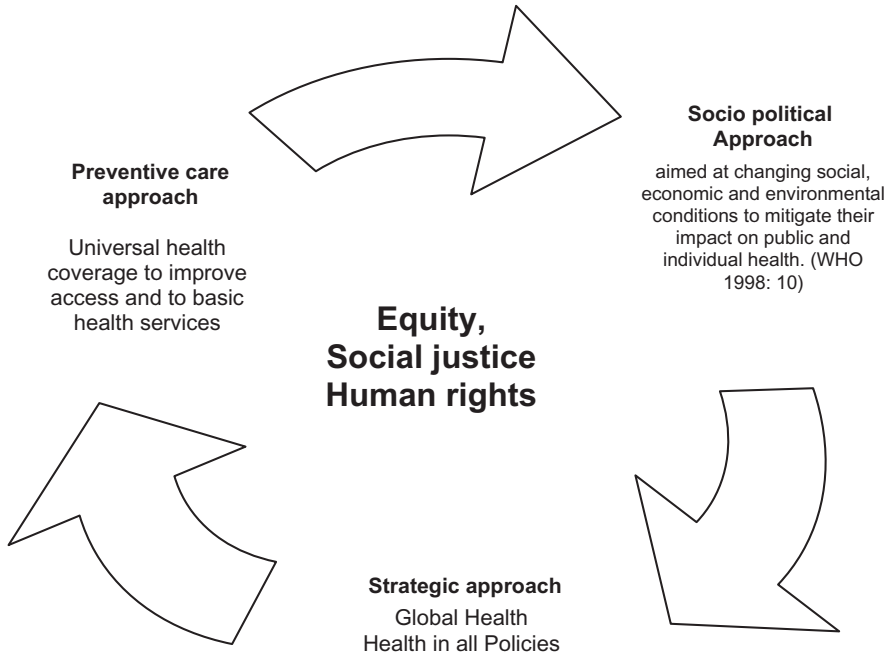 Preventive care
approach
Universal health
coverage to improve
access and to basic
health services
Socio political
Approach
aimed at changing social,
economic and environmental
conditions to mitigate their
impact on public and
individual health. (WHO
1998: 10)
Equity,
Social justice
Human rights
Strategic approach
Global Health
Health in all Policies